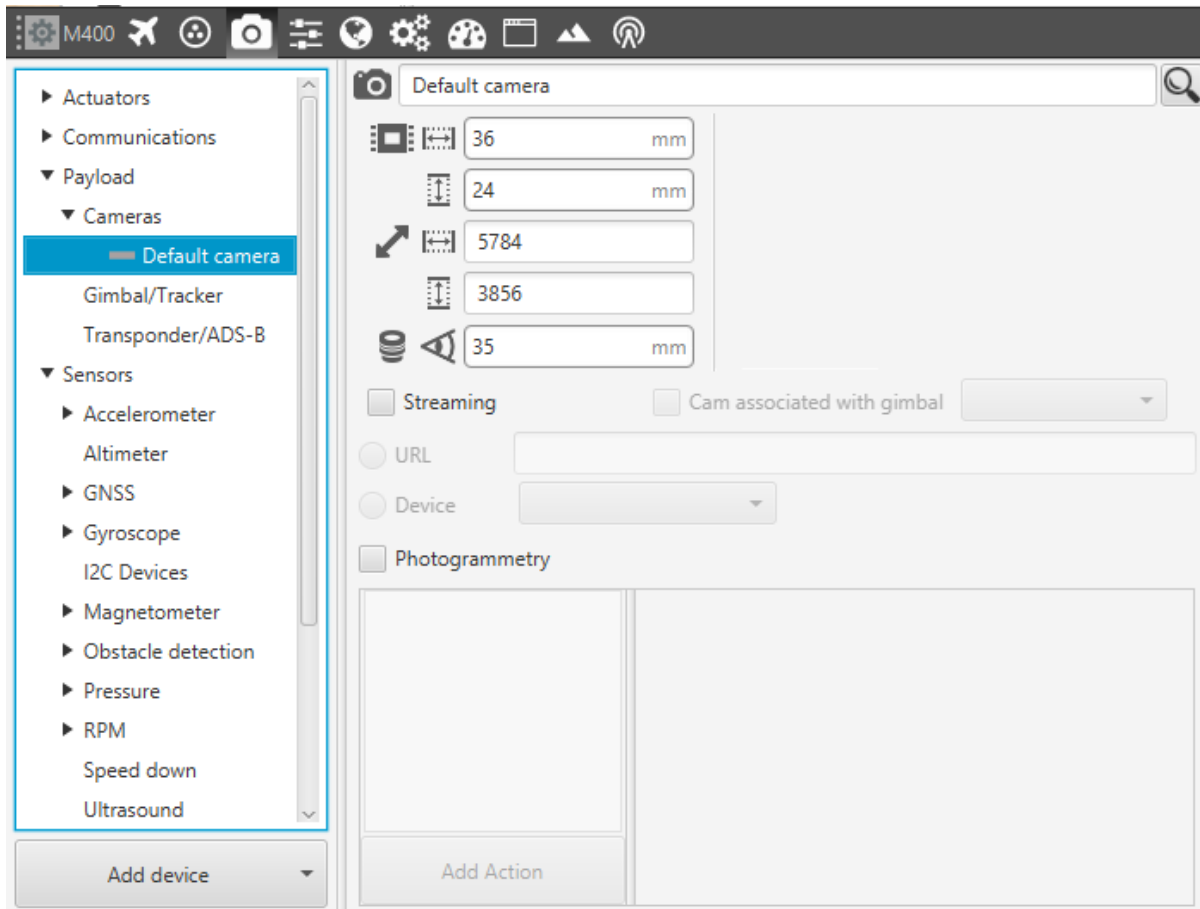 M400
Actuators
Communications
Payload
Cameras
Default camera
Gimbal/Tracker
Transponder/ADS-B
Sensors
Accelerometer
Altimeter
GNSS
Gyroscope
I2C Devices
Magnetometer
Obstacle detection
Pressure
RPM
Speed down
Ultrasound
Add device
Default camera
36 mm
24 mm
5784
3856
35 mm
Streaming Cam associated with gimbal
URL
Device
Photogrammetry
Add Action